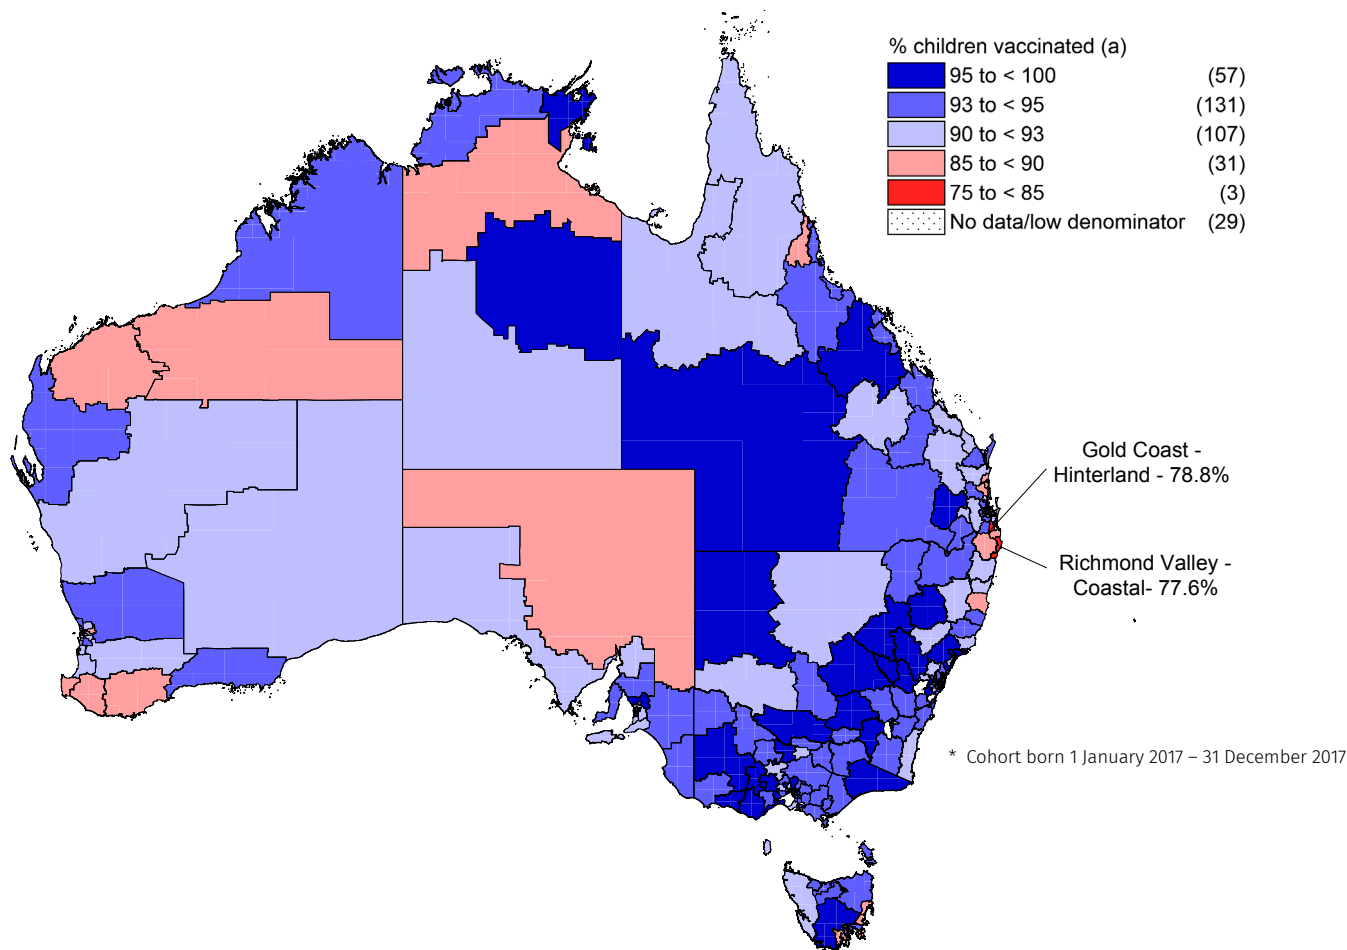 % children vaccinated (a)
95 to < 100 (57)
93 to < 95 (131)
90 to < 93 (107)
85 to < 90 (31)
75 to < 85 (3)
No data/low denominator (29)
Gold Coast -
Hinterland - 78.8%
Richmond Valley -
Coastal- 77.6%
* Cohort born 1 January 2017 – 31 December 2017